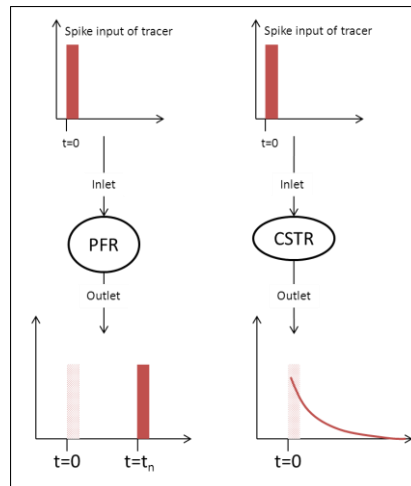 Spike input of tracer
t=0
Inlet
PFR
Outlet
t=0
t=tn
Spike input of tracer
t=0
Inlet
CSTR
Outlet
t=0